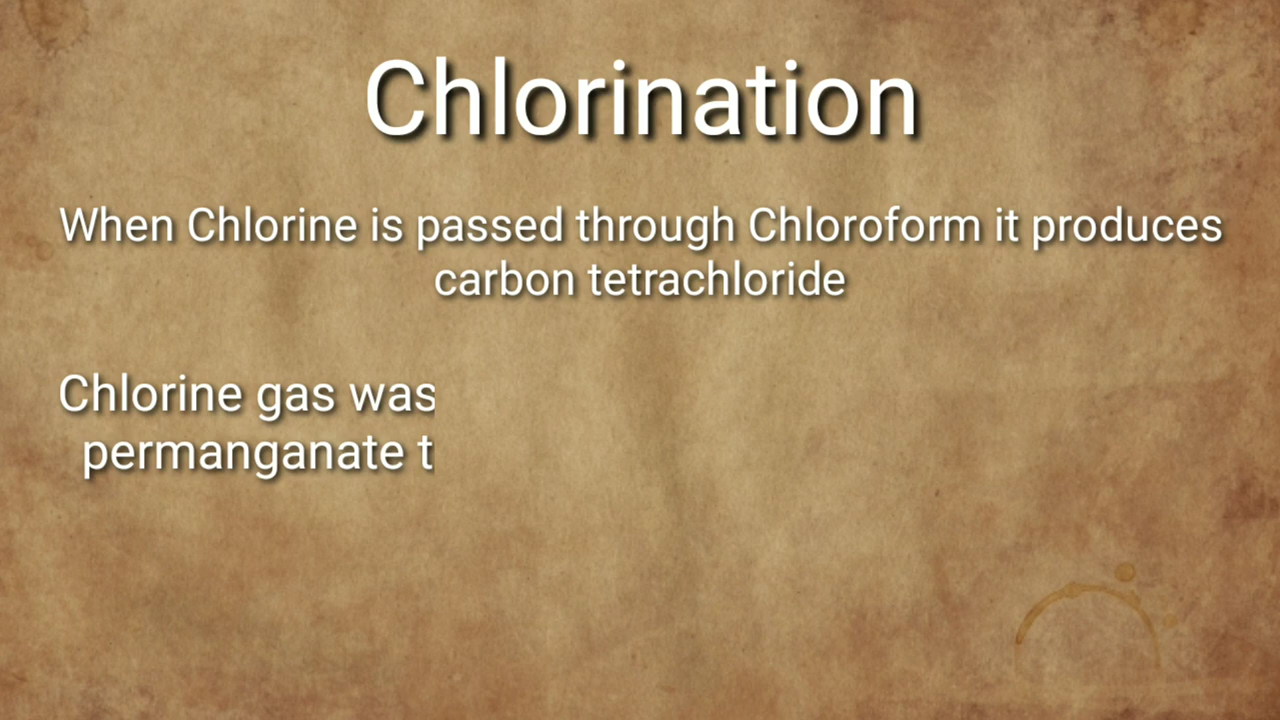 Chlorination
When Chlorine is passed through Chloroform it produces
carbon tetrachloride
Chlorine gas was
permanganate t